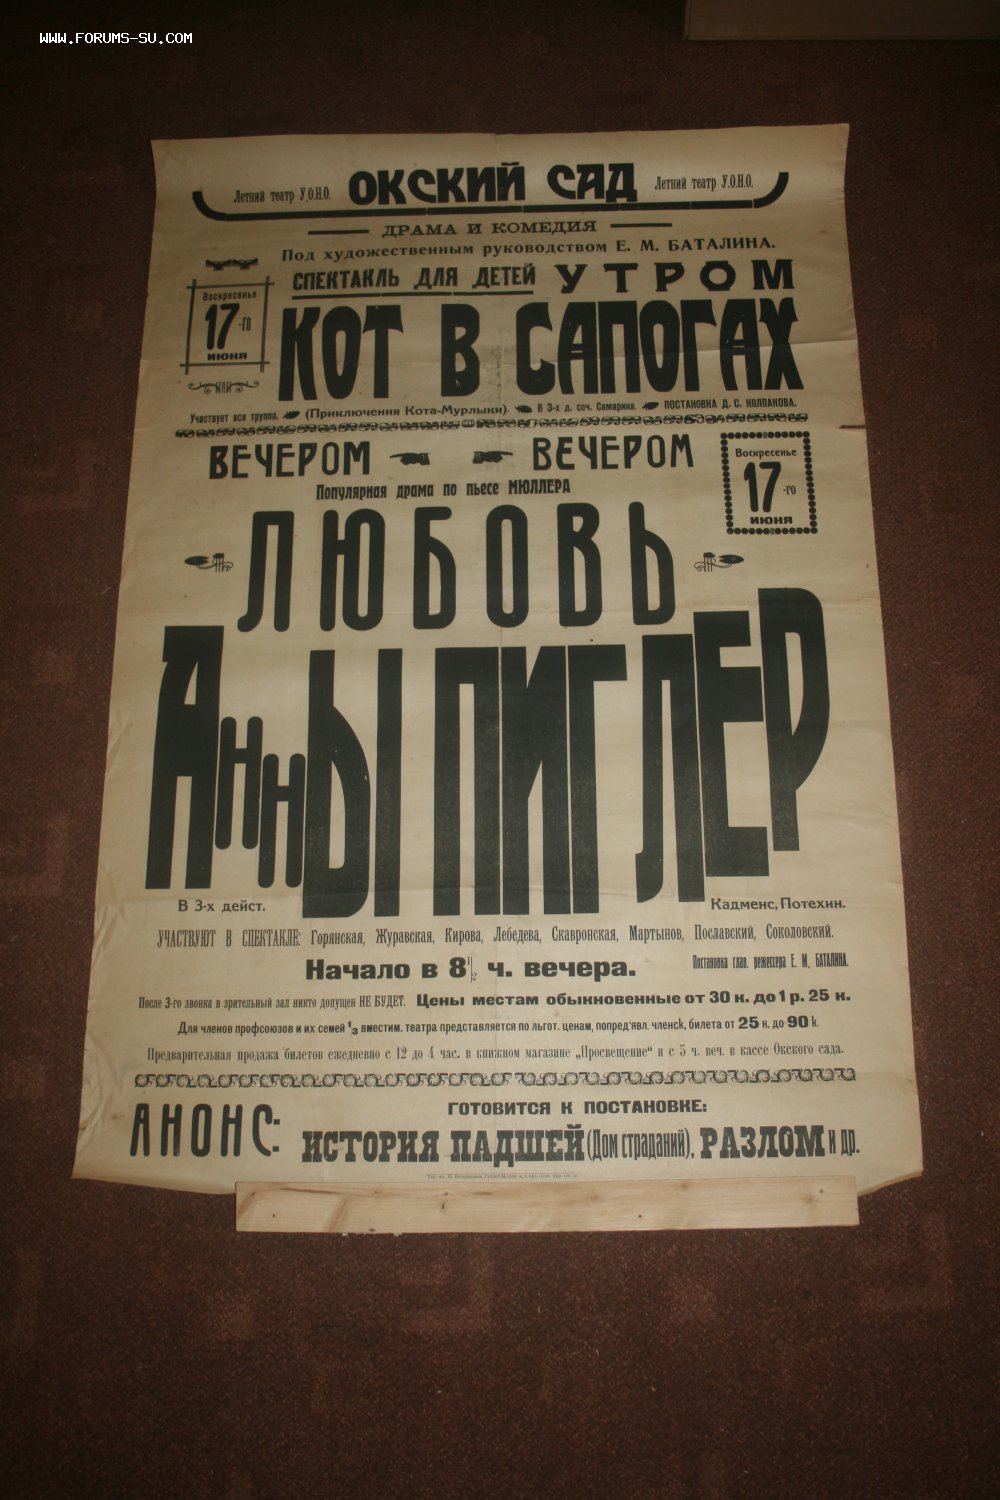 WWW.FORUMS-SU.COM
Летний театр У.О.Н.О. ОКСКИЙ САД Летний театр У.О.Н.О.
ДРАМА И КОМЕДИЯ
Под художественным руководством Е. М. БАТАЛИНА.
СПЕКТАКЛЬ ДЛЯ ДЕТЕЙ УТРОМ
Воскресенье
17-го
июня
КОТ В САПОГАХ
Участвует вся труппа. (Приключения Кота-Мурлыки). В 3-х д. соч. Самарина. ПОСТАНОВКА Д. С. КОЛПАКОВА.
ВЕЧЕРОМ ВЕЧЕРОМ
Воскресенье
17-го
июня
Популярная драма по пьесе МЮЛЛЕРА
ЛЮБОВЬ
АННЫ ПИГЛЕР
В 3-х дейст. Кадменс, Потехин.
УЧАСТВУЮТ В СПЕКТАКЛЕ: Горянская, Журавская, Кирова, Лебедева, Скавронская, Мартынов, Пославский, Соколовский.
Начало в 8 1/2 ч. вечера. Постановка глав. режиссера Е. М. БАТАЛИНА.
После 3-го звонка в зрительный зал никто допущен НЕ БУДЕТ. Цены местам обыкновенные от 30 к. до 1 р. 25 к.
Для членов профсоюзов и их семей 1/3 вместим. театра представляется по льгот. ценам, попред'явл. членск, билета от 25 к. до 90 k.
Предварительная продажа билетов ежедневно с 12 до 4 час. в книжном магазине „Просвещение“ и с 5 ч. веч. в кассе Окского сада.
АНОНС: ГОТОВИТСЯ К ПОСТАНОВКЕ:
ИСТОРИЯ ПАДШЕЙ (Дом страданий), РАЗЛОМ и др.